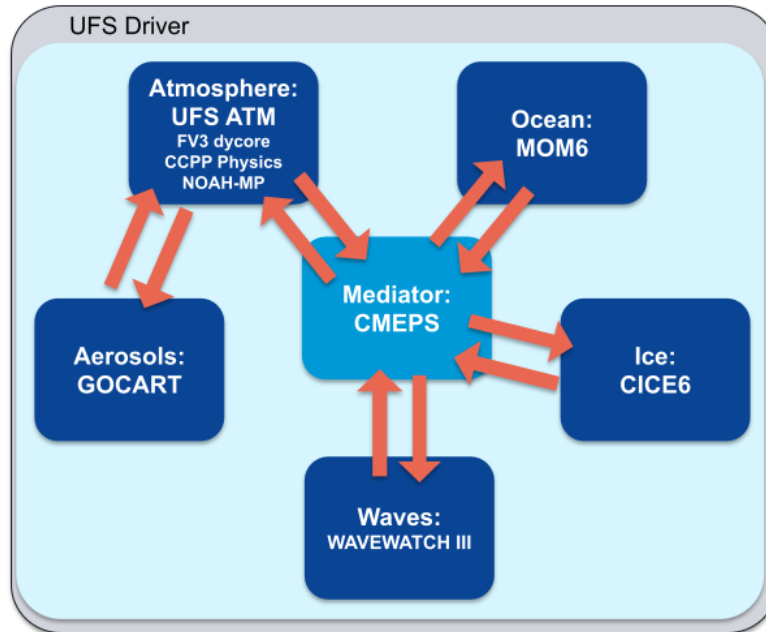 UFS Driver
Atmosphere:
UFS ATM
FV3 dycore
CCPP Physics
NOAH-MP
Ocean:
MOM6
Mediator:
CMEPS
Aerosols:
GOCART
Ice:
CICE6
Waves:
WAVEWATCH III